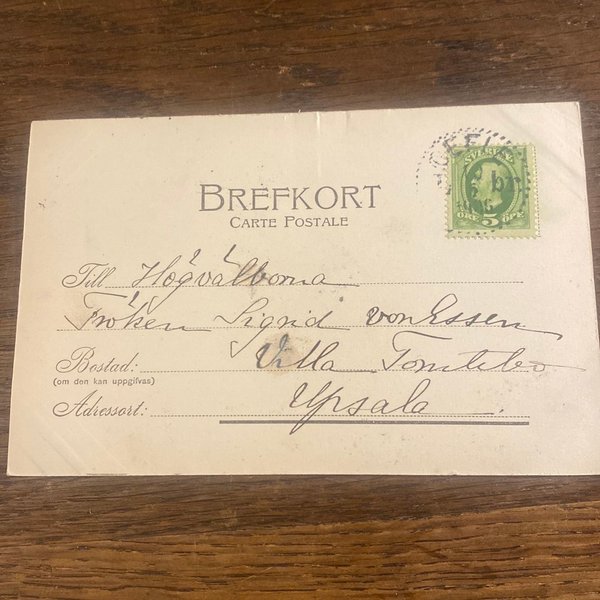 BREFKORT
CARTE POSTALE
GEFLE
SVERIGE
ÖRE 5 ÖRE
Till Högvälborna
Fröken Sigrid von Essen
Bostad: Villa Tomtebo
(om den kan uppgifvas)
Adressort: Upsala